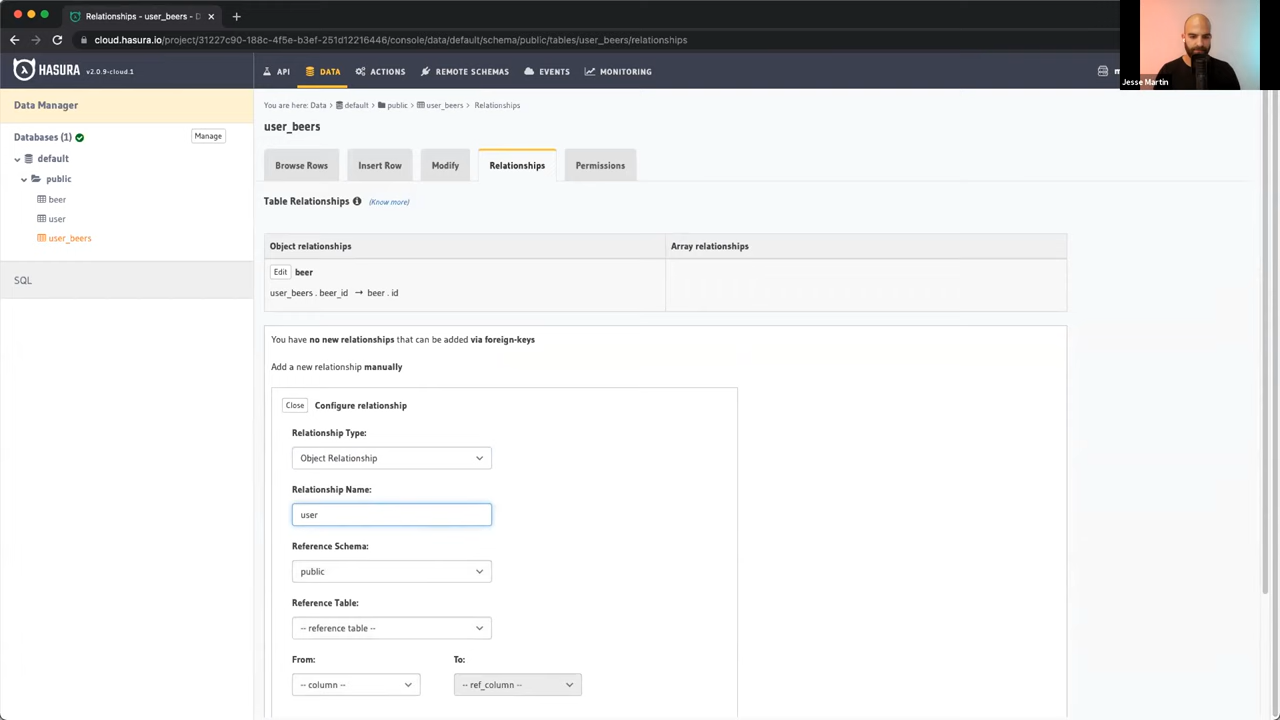 Relationships - user_beers - D
cloud.hasura.io/project/31227c90-188c-4f5e-b3ef-251d12216446/console/data/default/schema/public/tables/user_beers/relationships
Jesse Martin
HASURA v2.0.9-cloud.1
API DATA ACTIONS REMOTE SCHEMAS EVENTS MONITORING
Data Manager
You are here: Data > default > public > user_beers > Relationships
user_beers
Databases (1) Manage
default
public
beer
user
user_beers
SQL
Browse Rows Insert Row Modify Relationships Permissions
Table Relationships (Know more)
Object relationships Array relationships
Edit beer
user_beers . beer_id → beer . id
You have no new relationships that can be added via foreign-keys
Add a new relationship manually
Close Configure relationship
Relationship Type:
Object Relationship
Relationship Name:
user
Reference Schema:
public
Reference Table:
-- reference table --
From: To:
-- column -- -- ref_column --